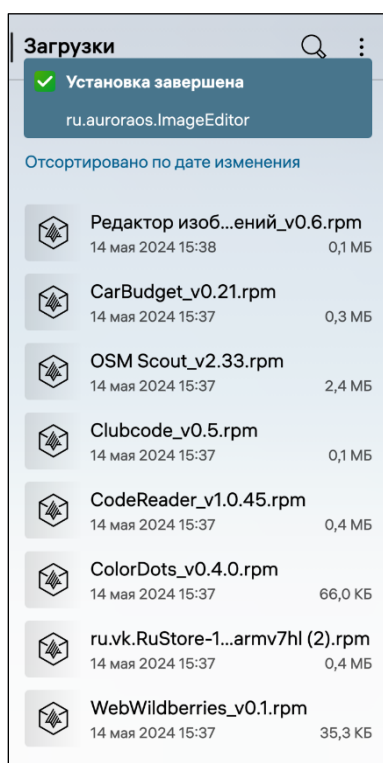 Загрузки
Установка завершена
ru.auroraos.ImageEditor
Отсортировано по дате изменения
Редактор изоб...ений_v0.6.rpm
14 мая 2024 15:38 0,1 МБ
CarBudget_v0.21.rpm
14 мая 2024 15:37 0,3 МБ
OSM Scout_v2.33.rpm
14 мая 2024 15:37 2,4 МБ
Clubcode_v0.5.rpm
14 мая 2024 15:37 0,1 МБ
CodeReader_v1.0.45.rpm
14 мая 2024 15:37 0,4 МБ
ColorDots_v0.4.0.rpm
14 мая 2024 15:37 66,0 КБ
ru.vk.RuStore-1...armv7hl (2).rpm
14 мая 2024 15:37 0,4 МБ
WebWildberries_v0.1.rpm
14 мая 2024 15:37 35,3 КБ